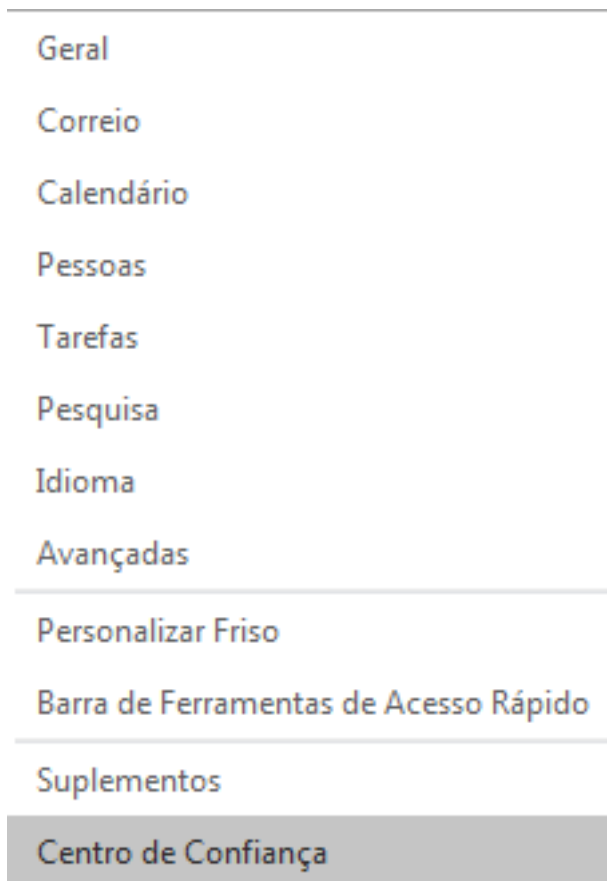 Geral
Correio
Calendário
Pessoas
Tarefas
Pesquisa
Idioma
Avançadas
Personalizar Friso
Barra de Ferramentas de Acesso Rápido
Suplementos
Centro de Confiança